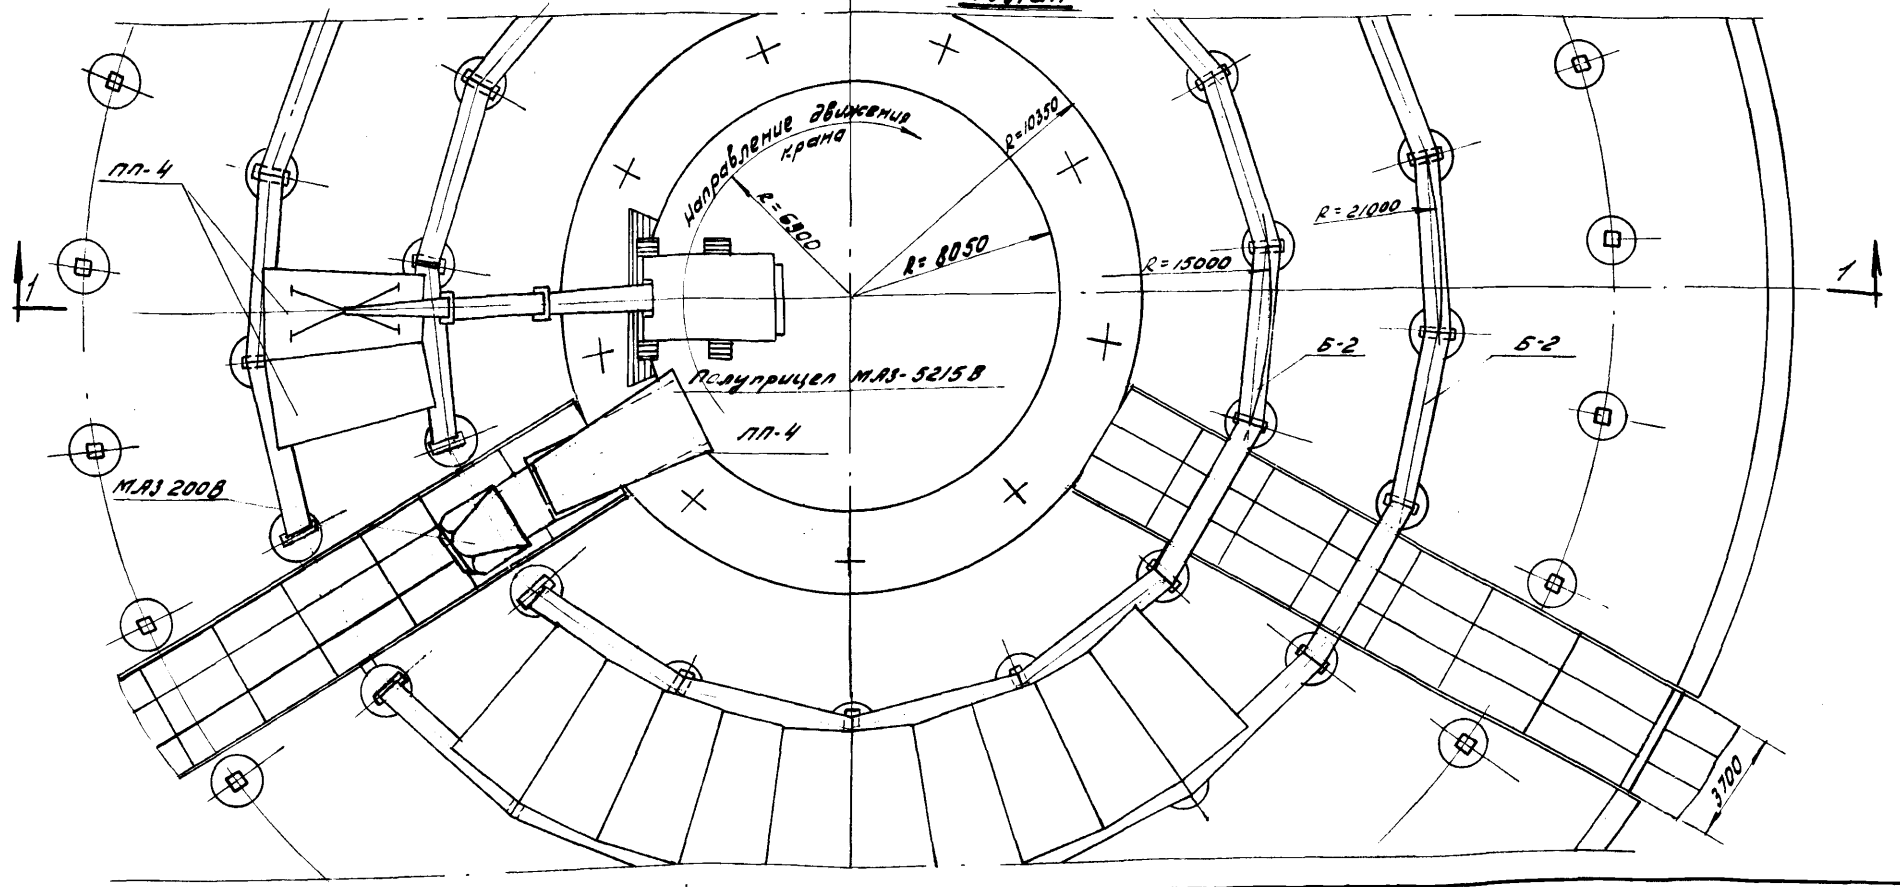 Направление движения
крана
R=10350
ПП-4
R=6900
R=21000
R=8050
R=15000
1
1
Б-2
Б-2
Полуприцеп МАЗ-5215В
ПП-4
МАЗ 200В
3700